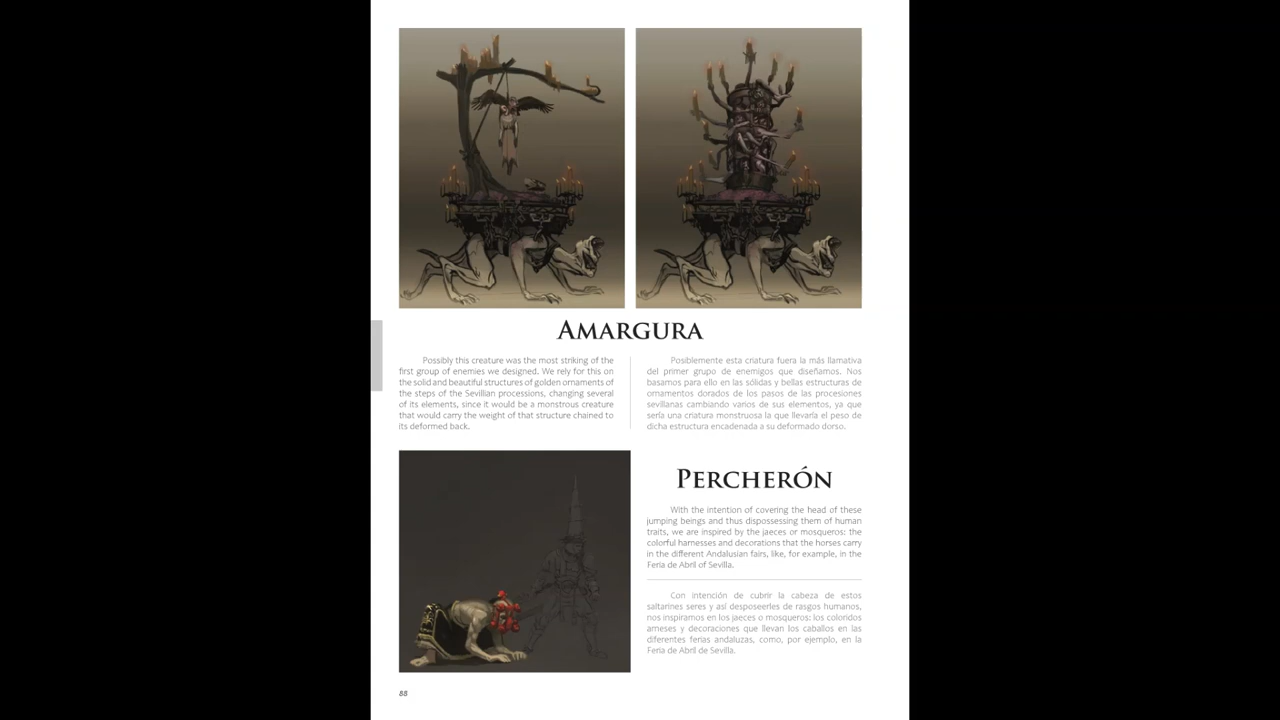 AMARGURA
Possibly this creature was the most striking of the
first group of enemies we designed. We rely for this on
the solid and beautiful structures of golden ornaments of
the steps of the Sevillian processions, changing several
of its elements, since it would be a monstrous creature
that would carry the weight of that structure chained to
its deformed back.
Posiblemente esta criatura fuera la más llamativa
del primer grupo de enemigos que diseñamos. Nos
basamos para ello en las sólidas y bellas estructuras de
ornamentos dorados de los pasos de las procesiones
sevillanas cambiando varios de sus elementos, ya que
sería una criatura monstruosa la que llevaría el peso de
dicha estructura encadenada a su deformado dorso.
PERCHERÓN
With the intention of covering the head of these
jumping beings and thus dispossessing them of human
traits, we are inspired by the jaeces or mosqueros: the
colorful harnesses and decorations that the horses carry
in the different Andalusian fairs, like, for example, in the
Feria de Abril of Sevilla.
Con intención de cubrir la cabeza de estos
saltarines seres y así desposeerles de rasgos humanos,
nos inspiramos en los jaeces o mosqueros: los coloridos
arneses y decoraciones que llevan los caballos en las
diferentes ferias andaluzas, como, por ejemplo, en la
Feria de Abril de Sevilla.
88